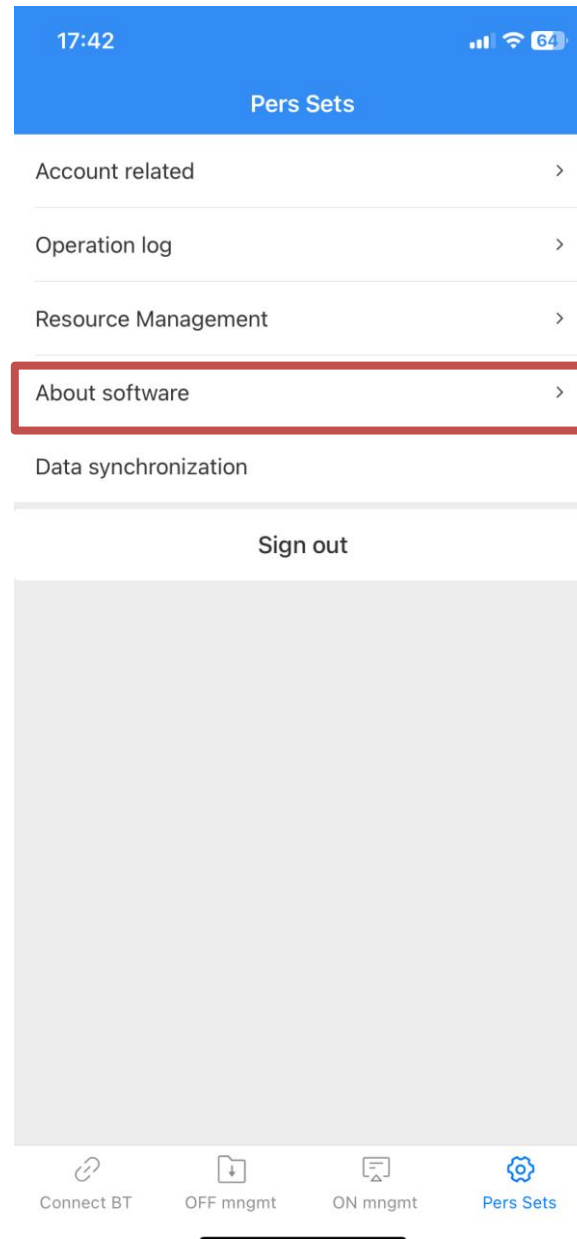 17:42
64
Pers Sets
Account related
Operation log
Resource Management
About software
Data synchronization
Sign out
Connect BT OFF mngmt ON mngmt Pers Sets